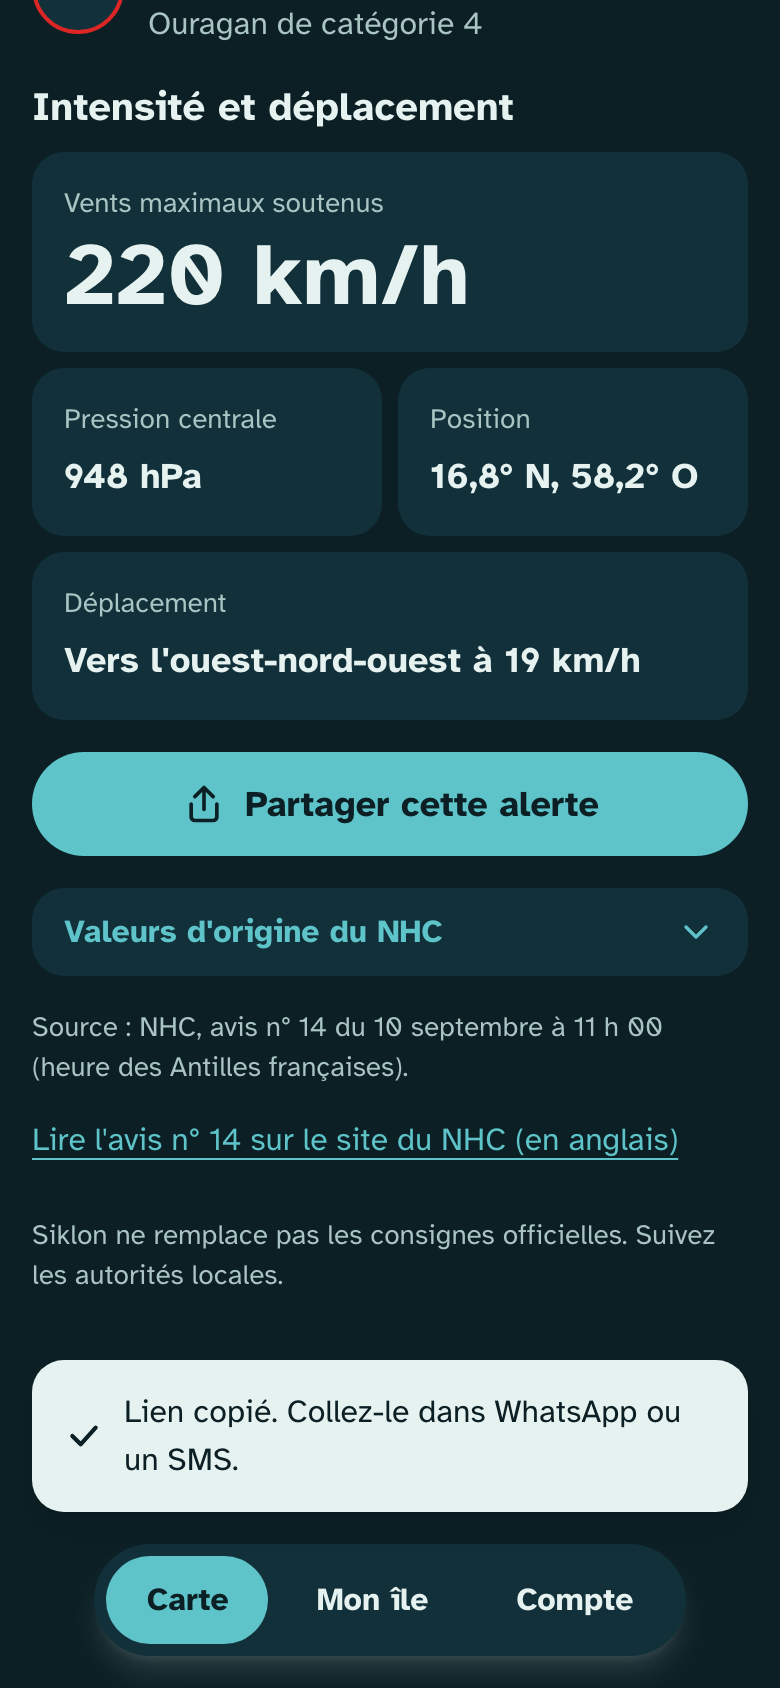 Ouragan de catégorie 4
Intensité et déplacement
Vents maximaux soutenus
220 km/h
Pression centrale
948 hPa
Position
16,8° N, 58,2° O
Déplacement
Vers l'ouest-nord-ouest à 19 km/h
Partager cette alerte
Valeurs d'origine du NHC
Source : NHC, avis n° 14 du 10 septembre à 11 h 00
(heure des Antilles françaises).
Lire l'avis n° 14 sur le site du NHC (en anglais)
Siklon ne remplace pas les consignes officielles. Suivez
les autorités locales.
Lien copié. Collez-le dans WhatsApp ou
un SMS.
Carte
Mon île
Compte